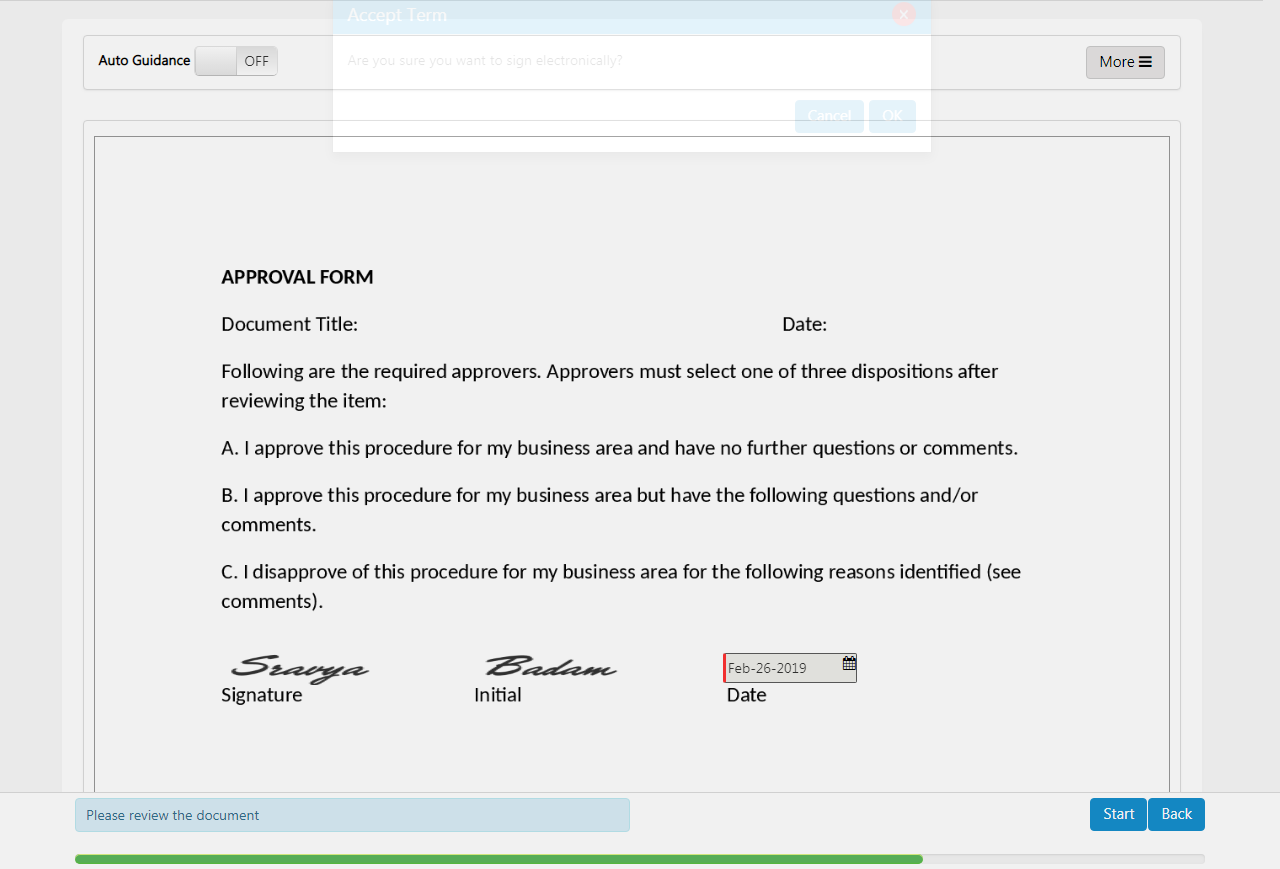 Accept Term
Are you sure you want to sign electronically?
Auto Guidance OFF
More
Cancel OK
APPROVAL FORM
Document Title: Date:
Following are the required approvers. Approvers must select one of three dispositions after
reviewing the item:
A. I approve this procedure for my business area and have no further questions or comments.
B. I approve this procedure for my business area but have the following questions and/or
comments.
C. I disapprove of this procedure for my business area for the following reasons identified (see
comments).
Sravya Badam Feb-26-2019
Signature Initial Date
Please review the document Start Back